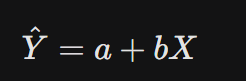 Ŷ = a + bX